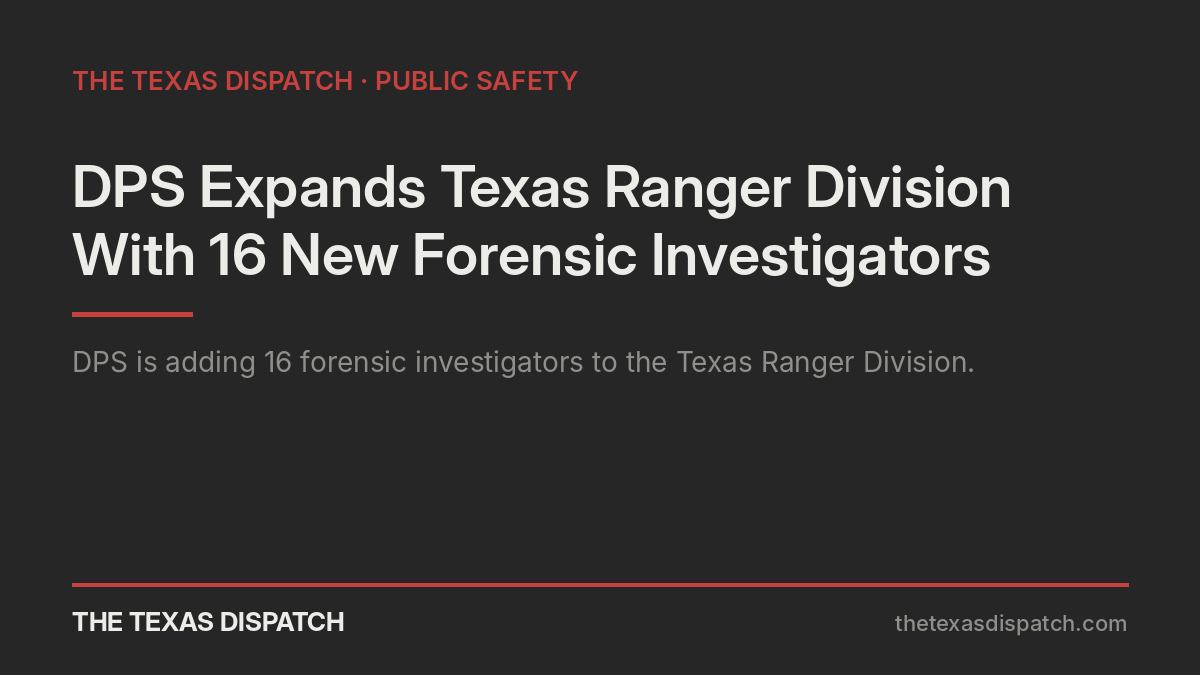 THE TEXAS DISPATCH · PUBLIC SAFETY
DPS Expands Texas Ranger Division
With 16 New Forensic Investigators
DPS is adding 16 forensic investigators to the Texas Ranger Division.
THE TEXAS DISPATCH
thetexasdispatch.com